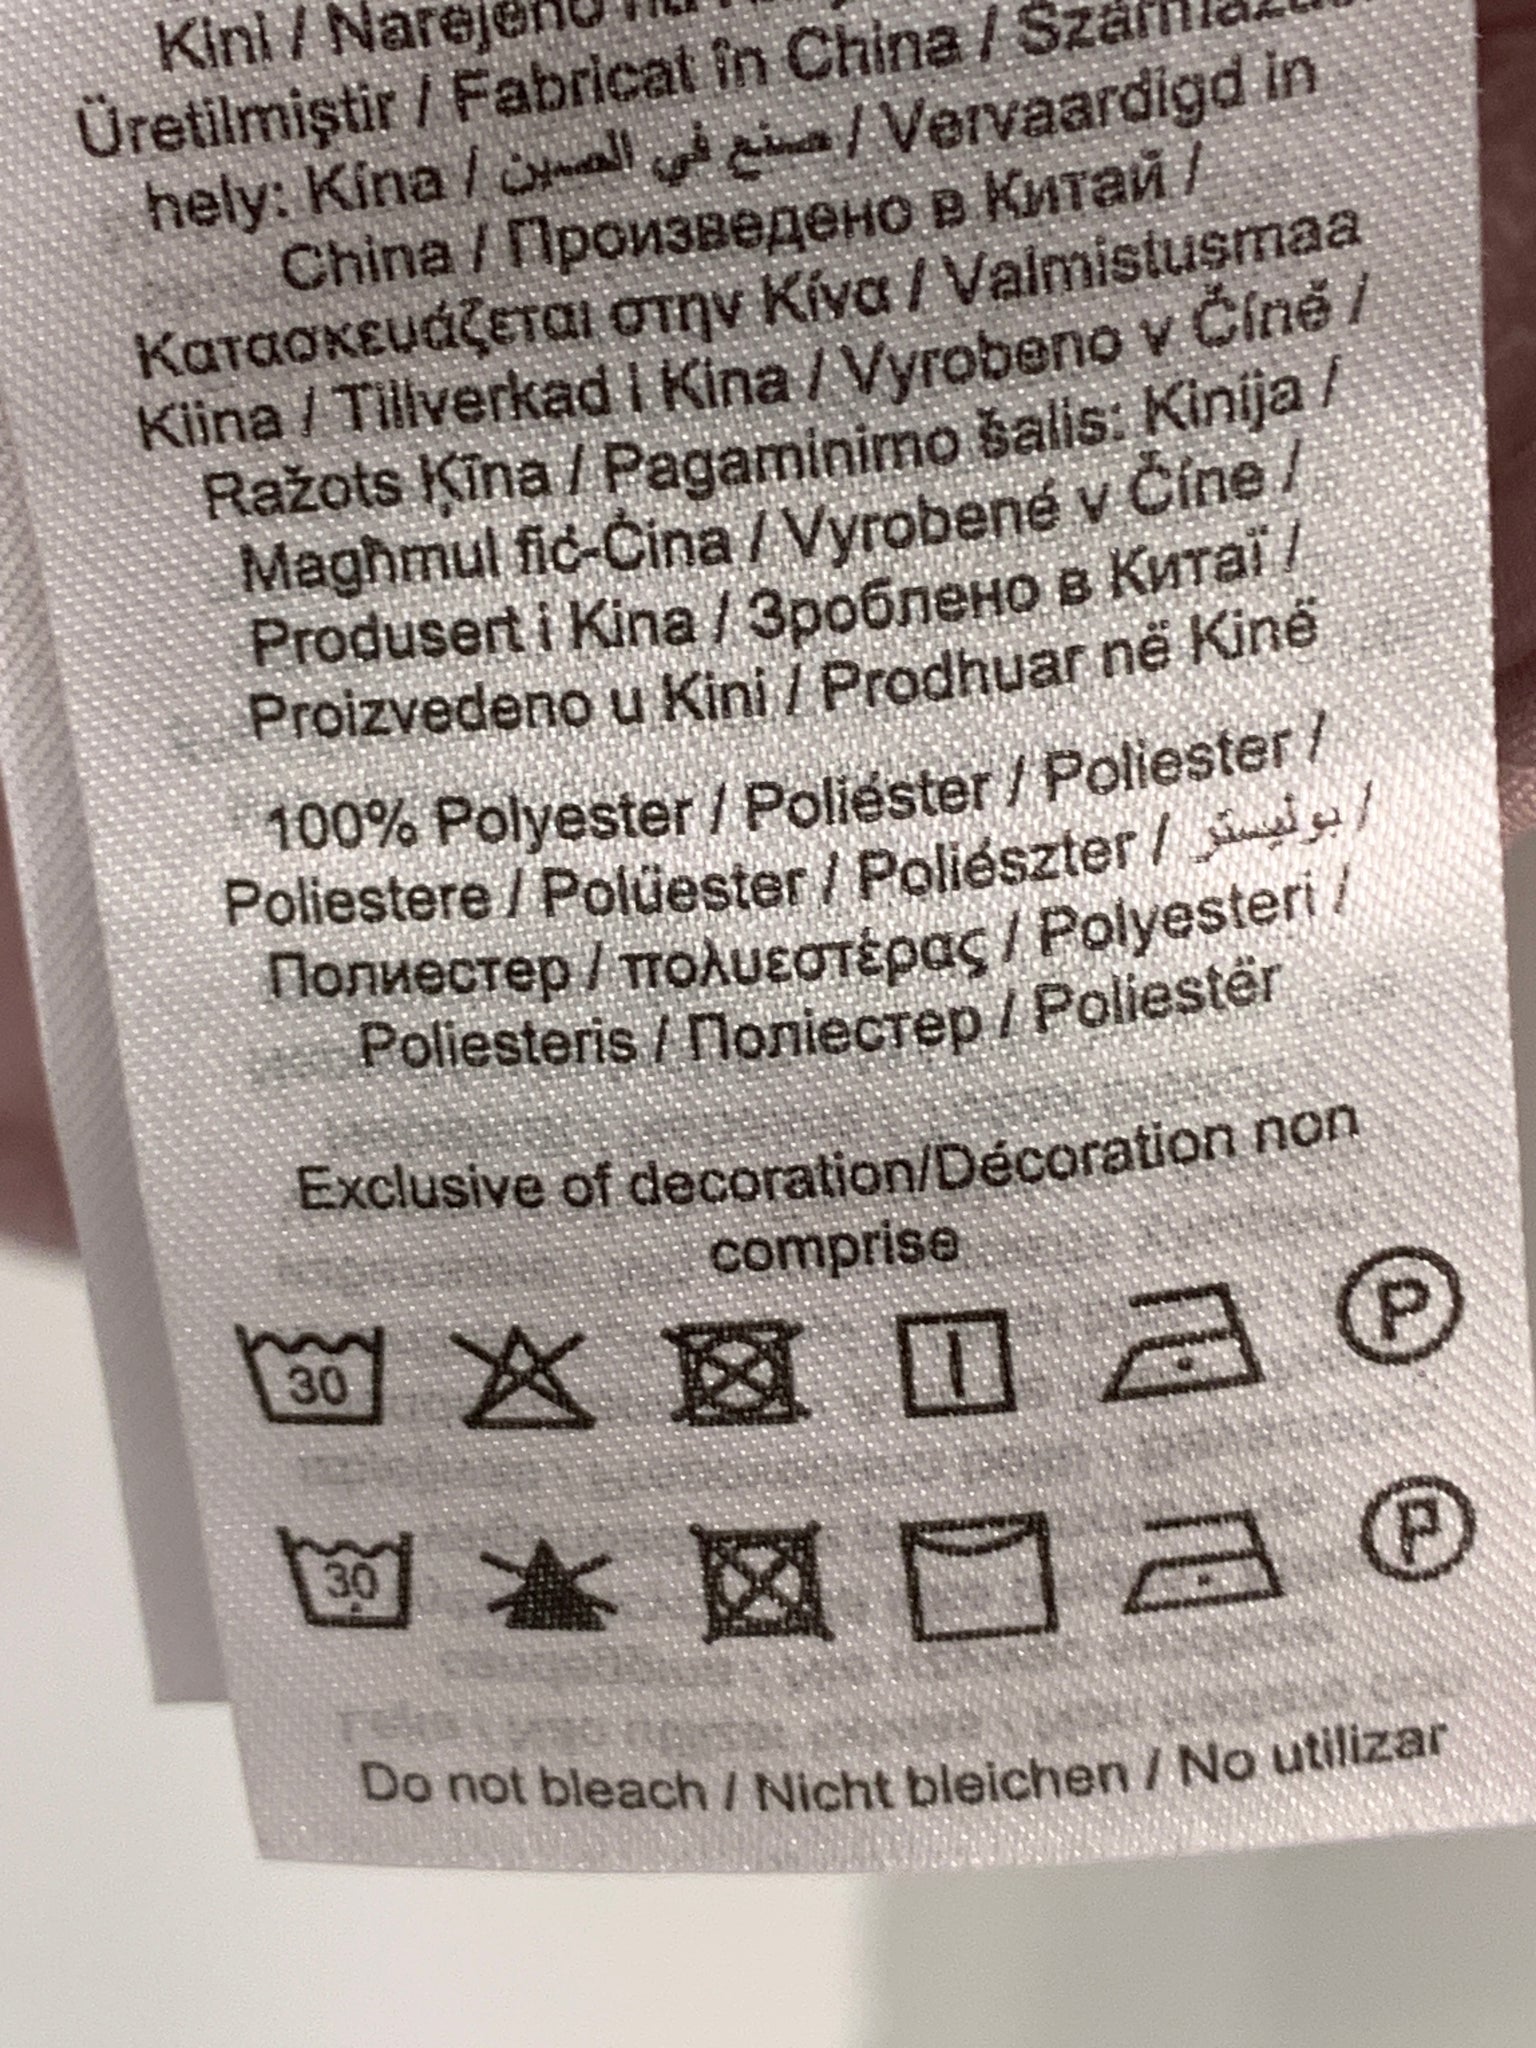 Kini / Narejeno na
Üretilmiştir / Fabricat în China /
hely: Kína / صنع في الصين / Vervaardigd in
China / Произведено в Китай /
Κατασκευάζεται στην Κίνα / Valmistusmaa
Kiina / Tillverkad i Kina / Vyrobeno v Číně /
Ražots Ķīna / Pagaminimo šalis: Kinija /
Magħmul fiċ-Ċina / Vyrobené v Číne /
Produsert i Kina / Зроблено в Китаї /
Proizvedeno u Kini / Prodhuar në Kinë
100% Polyester / Poliéster / Poliester /
Poliestere / Polüester / Poliészter / بوليستر /
Полиестер / πολυεστέρας / Polyesteri /
Poliesteris / Поліестер / Poliestër
Exclusive of decoration/Décoration non
comprise
30 P
30 P
Do not bleach / Nicht bleichen / No utilizar